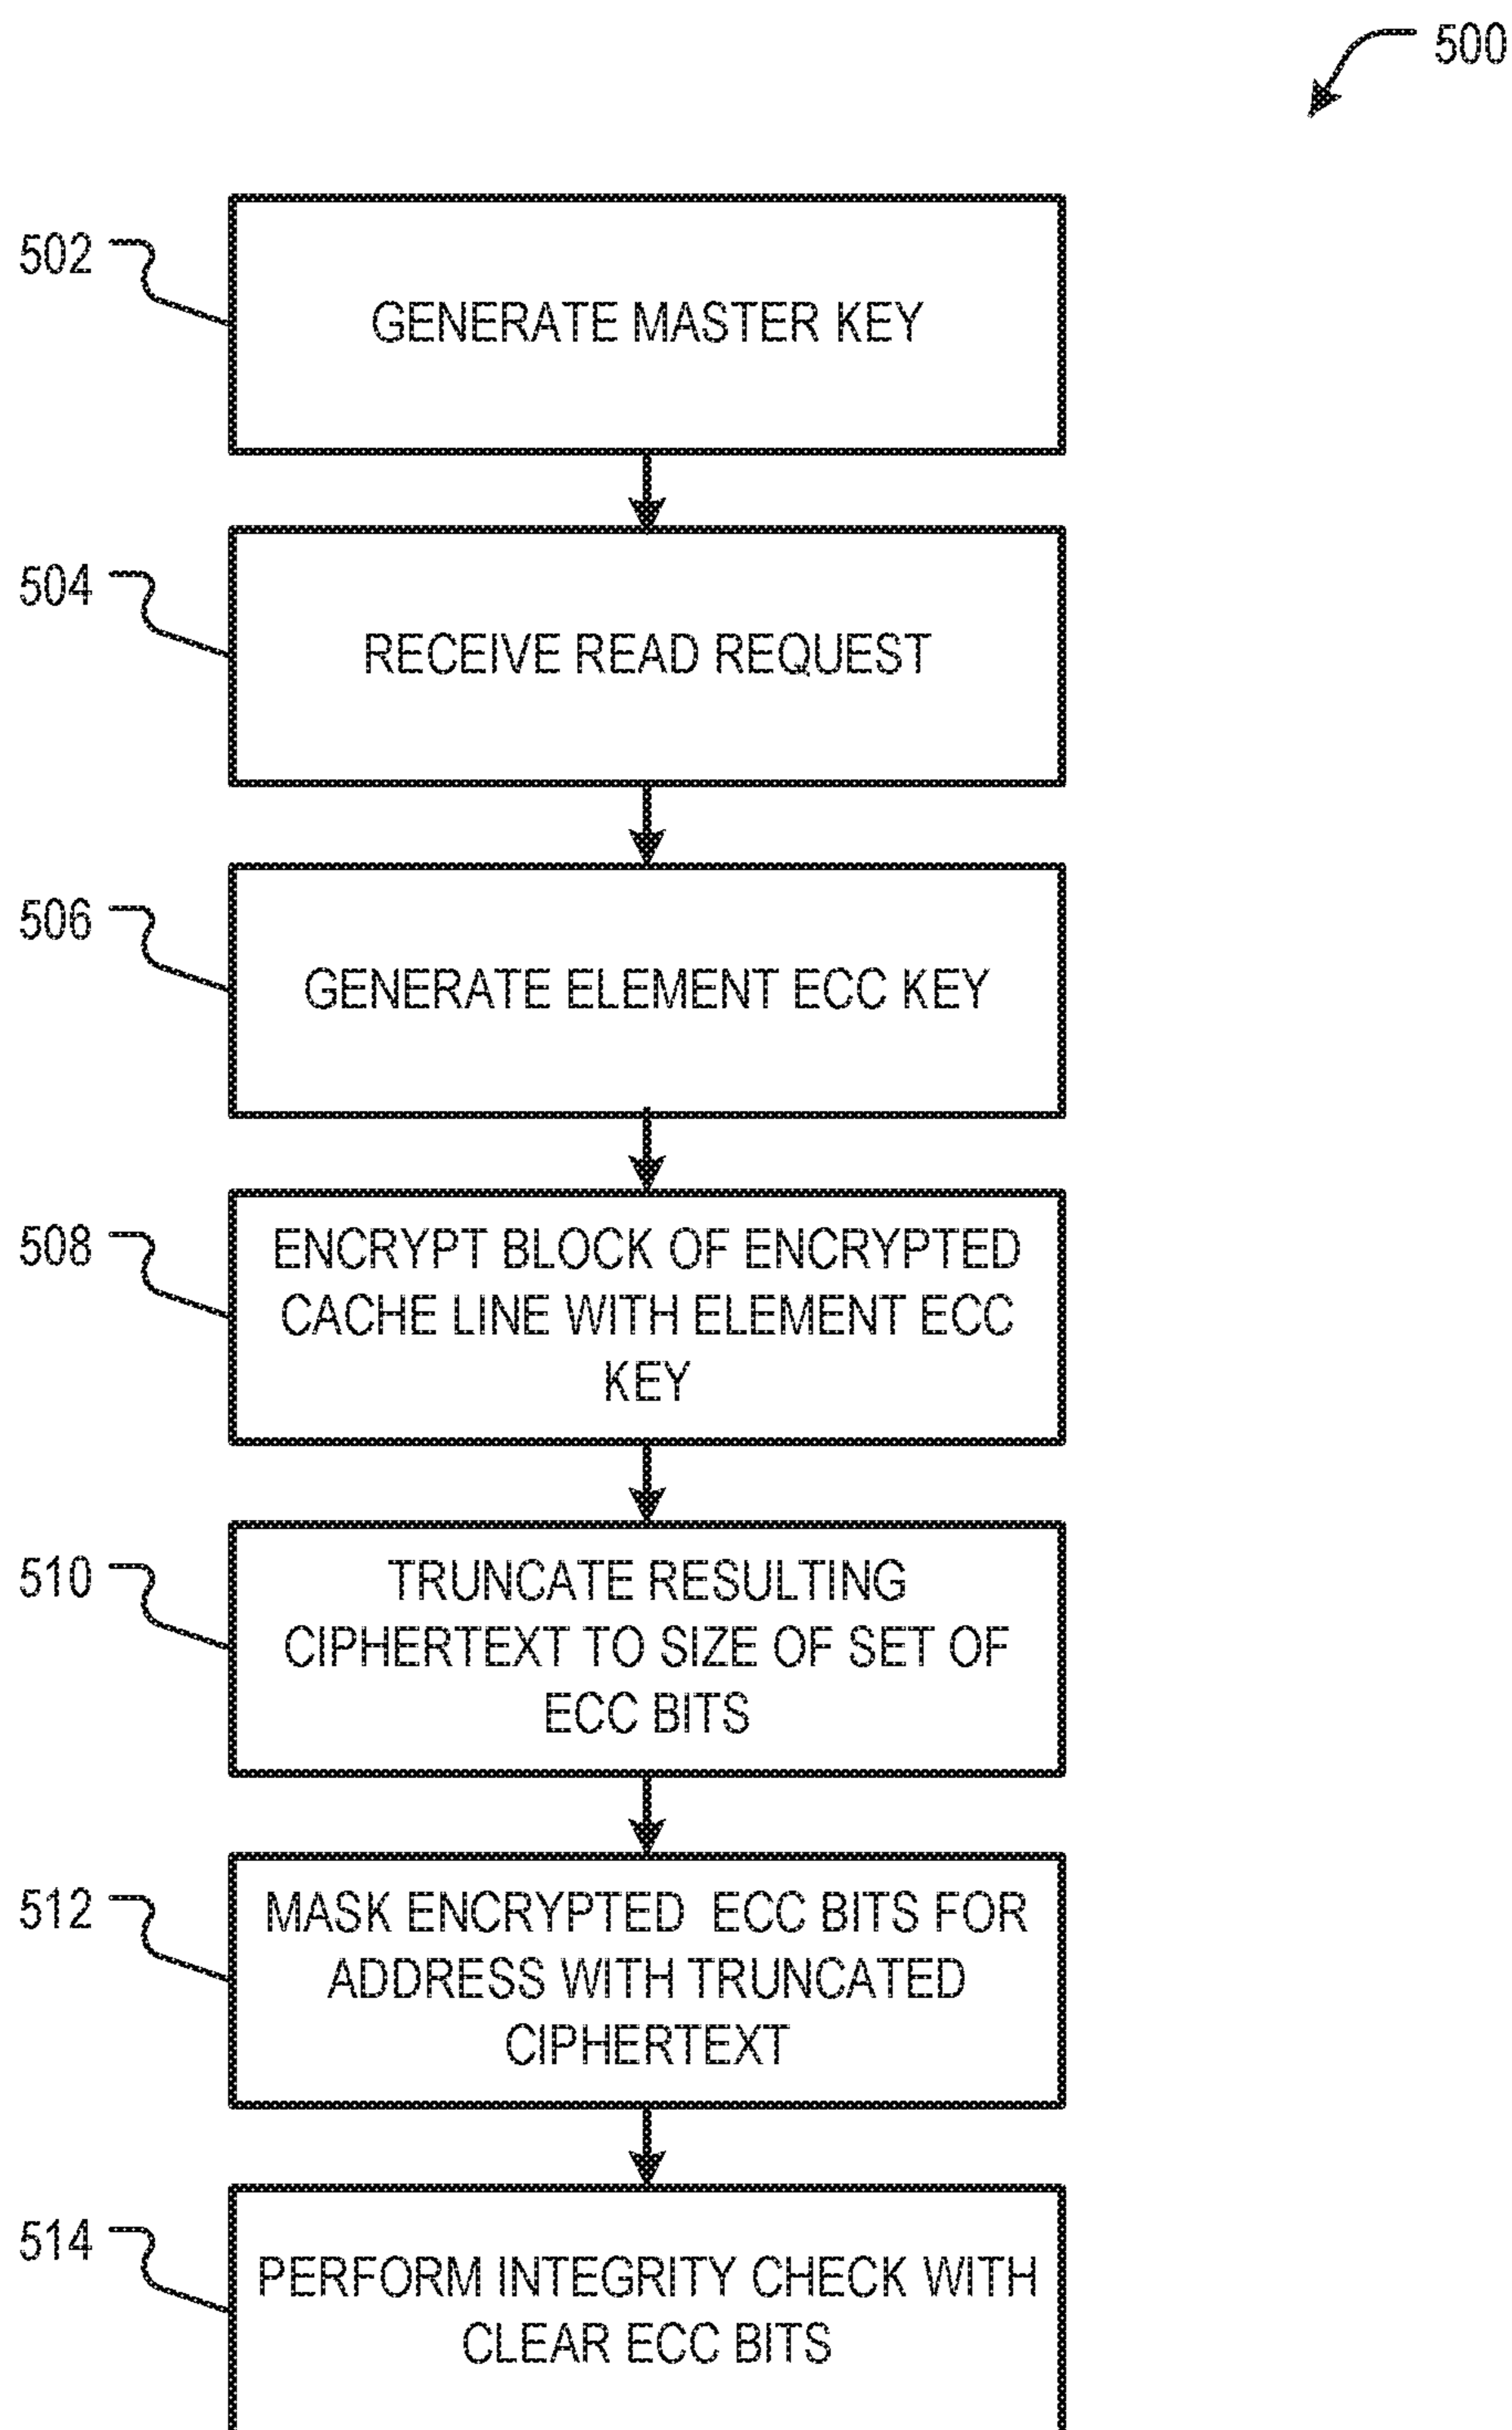 500
502
GENERATE MASTER KEY
504
RECEIVE READ REQUEST
506
GENERATE ELEMENT ECC KEY
508
ENCRYPT BLOCK OF ENCRYPTED
CACHE LINE WITH ELEMENT ECC
KEY
510
TRUNCATE RESULTING
CIPHERTEXT TO SIZE OF SET OF
ECC BITS
512
MASK ENCRYPTED ECC BITS FOR
ADDRESS WITH TRUNCATED
CIPHERTEXT
514
PERFORM INTEGRITY CHECK WITH
CLEAR ECC BITS